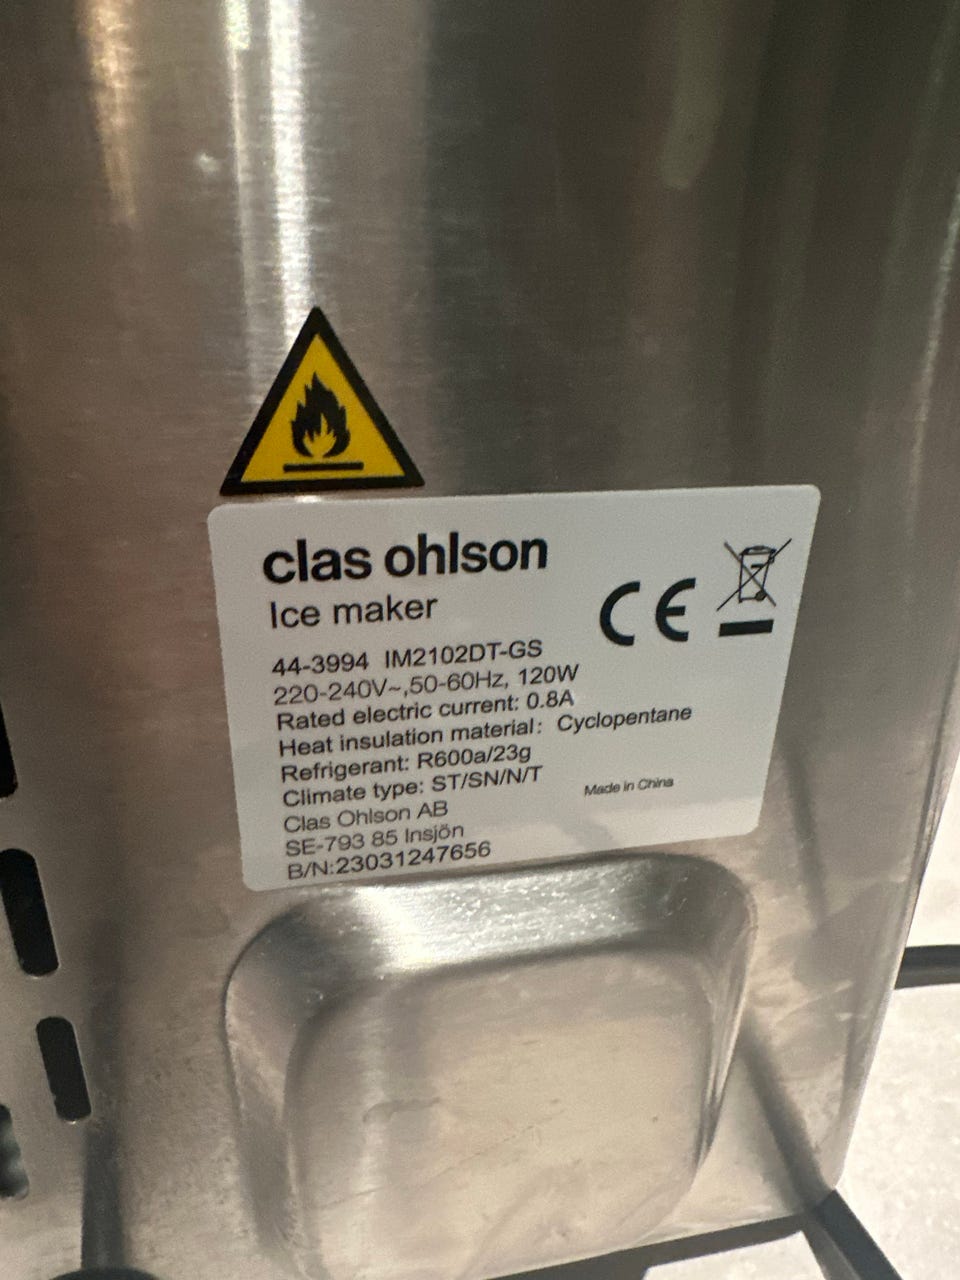 clas ohlson
Ice maker
CE
44-3994 IM2102DT-GS
220-240V~,50-60Hz, 120W
Rated electric current: 0.8A
Heat insulation material: Cyclopentane
Refrigerant: R600a/23g
Climate type: ST/SN/N/T
Made in China
Clas Ohlson AB
SE-793 85 Insjön
B/N:23031247656